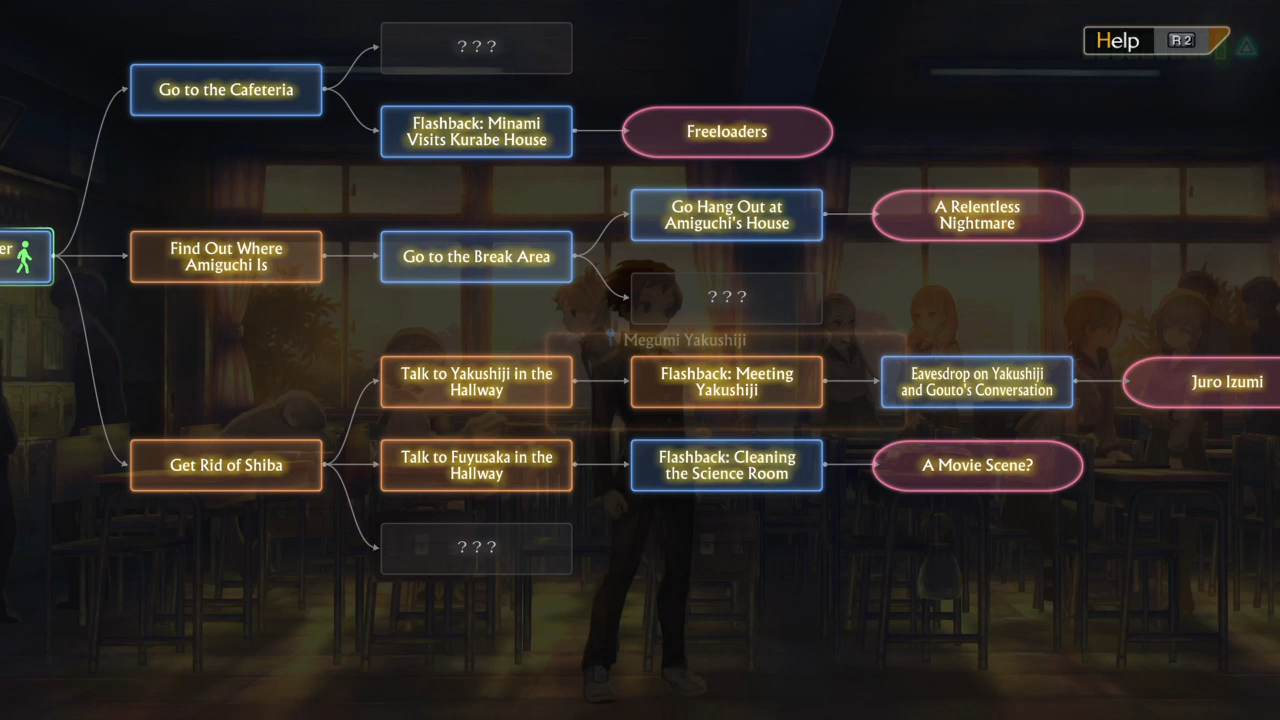 ? ? ?
Help R2
Go to the Cafeteria
Flashback: Minami
Visits Kurabe House
Freeloaders
Go Hang Out at
Amiguchi's House
A Relentless
Nightmare
er
Find Out Where
Amiguchi Is
Go to the Break Area
? ? ?
Megumi Yakushiji
Talk to Yakushiji in the
Hallway
Flashback: Meeting
Yakushiji
Eavesdrop on Yakushiji
and Gouto's Conversation
Juro Izumi
Get Rid of Shiba
Talk to Fuyusaka in the
Hallway
Flashback: Cleaning
the Science Room
A Movie Scene?
? ? ?